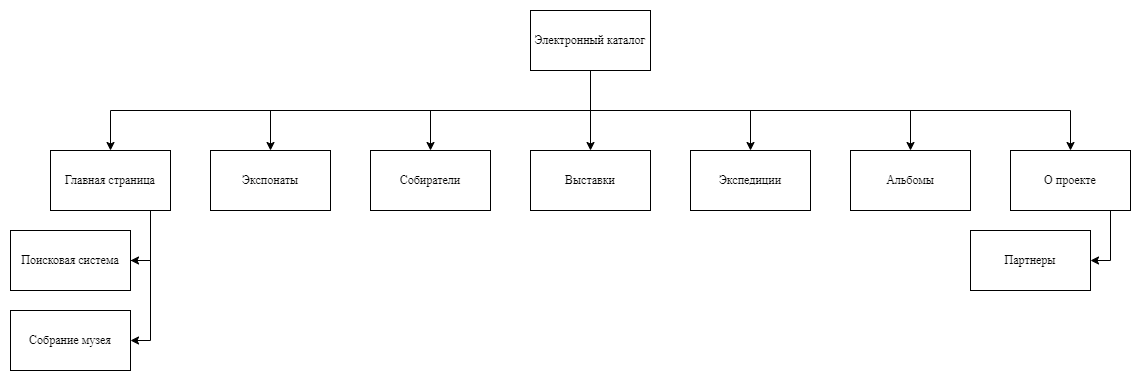 Электронный каталог
Главная страница
Экспонаты
Собиратели
Выставки
Экспедиции
Альбомы
О проекте
Поисковая система
Партнеры
Собрание музея